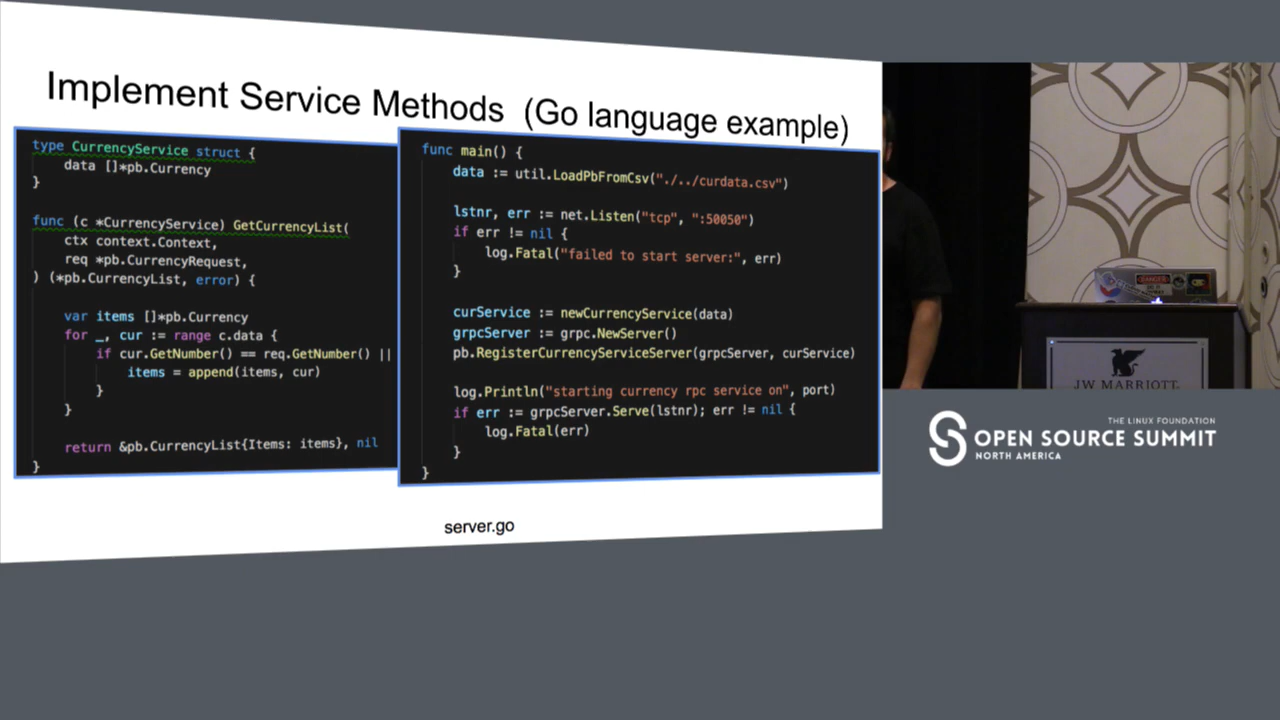 Implement Service Methods (Go language example)
type CurrencyService struct {
data []*pb.Currency
}
func (c *CurrencyService) GetCurrencyList(
ctx context.Context,
req *pb.CurrencyRequest,
) (*pb.CurrencyList, error) {
var items []*pb.Currency
for _, cur := range c.data {
if cur.GetNumber() == req.GetNumber() ||
items = append(items, cur)
}
}
return &pb.CurrencyList{Items: items}, nil
}
func main() {
data := util.LoadPbFromCsv("./../curdata.csv")
lstnr, err := net.Listen("tcp", ":50050")
if err != nil {
log.Fatal("failed to start server:", err)
}
curService := newCurrencyService(data)
grpcServer := grpc.NewServer()
pb.RegisterCurrencyServiceServer(grpcServer, curService)
log.Println("starting currency rpc service on", port)
if err := grpcServer.Serve(lstnr); err != nil {
log.Fatal(err)
}
}
server.go
DANGER
JW MARRIOTT
THE LINUX FOUNDATION
OPEN SOURCE SUMMIT
NORTH AMERICA